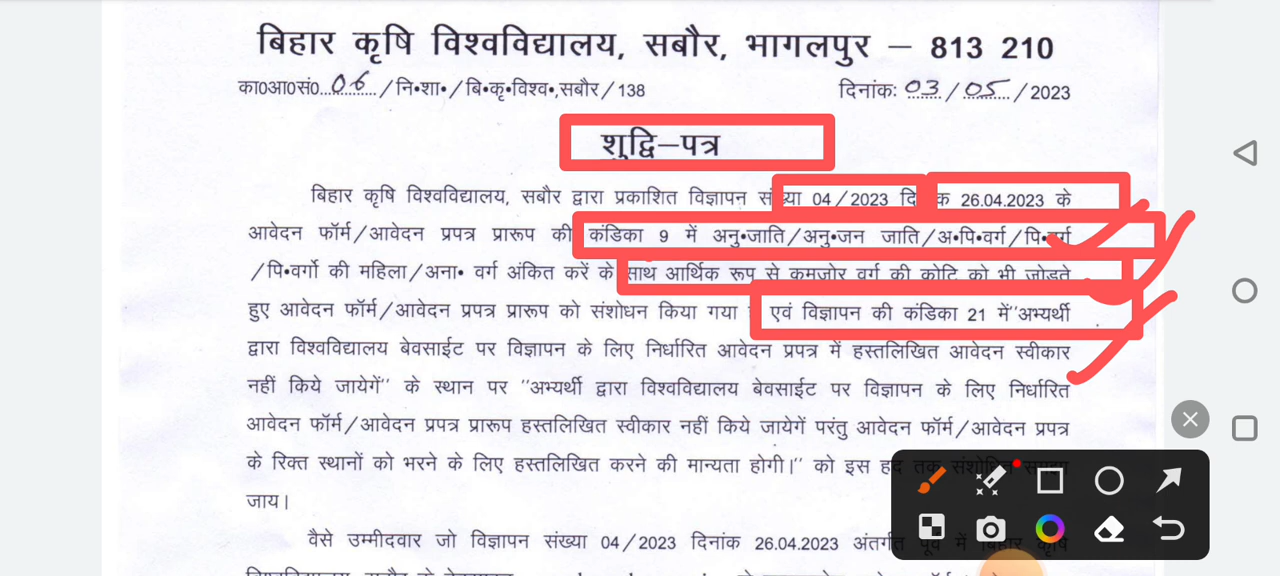 बिहार कृषि विश्वविद्यालय, सबौर, भागलपुर – 813 210
का0आ0सं0...06.../नि•शा•/बि•कृ•विश्व•,सबौर/138
दिनांकः 03/05/2023
शुद्वि–पत्र
बिहार कृषि विश्वविद्यालय, सबौर द्वारा प्रकाशित विज्ञापन संख्या 04/2023 दि क 26.04.2023 के
आवेदन फॉर्म/आवेदन प्रपत्र प्रारूप की कंडिका 9 में अनु•जाति/अनु•जन जाति/अ•पि•वर्ग/पि•वर्ग
/पि•वर्गो की महिला/अना• वर्ग अंकित करें के साथ आर्थिक रूप से कमजोर वर्ग की कोटि को भी जोडते
हुए आवेदन फॉर्म/आवेदन प्रपत्र प्रारूप को संशोधन किया गया एवं विज्ञापन की कंडिका 21 में"अभ्यर्थी
द्वारा विश्वविद्यालय बेवसाईट पर विज्ञापन के लिए निर्धारित आवेदन प्रपत्र में हस्तलिखित आवेदन स्वीकार
नहीं किये जायेगें" के स्थान पर "अभ्यर्थी द्वारा विश्वविद्यालय बेवसाईट पर विज्ञापन के लिए निर्धारित
आवेदन फॉर्म/आवेदन प्रपत्र प्रारूप हस्तलिखित स्वीकार नहीं किये जायेगें परंतु आवेदन फॉर्म/आवेदन प्रपत्र
के रिक्त स्थानों को भरने के लिए हस्तलिखित करने की मान्यता होगी।" को इस हद तक संशोधित समझा
जाय।
वैसे उम्मीदवार जो विज्ञापन संख्या 04/2023 दिनांक 26.04.2023 अंतर्गत पूर्व में बिहार कृषि